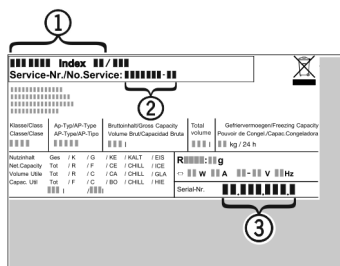 1
Index /
Service-Nr./No.Service: -
2
Klasse/Class Ap-Typ/AP-Type Bruttoinhalt/Gross Capacity Total Gefriervermoegen/Freezing Capacity
Classe/Clase AP-Type/AP-Tipo Volume Brut/Capacidad Bruta volume Pouvoir de Congel./Capac.Congeladora
l l kg / 24 h
Nutzinhalt Ges / K / G / KE / KALT / EIS
Net.Capacity Tot / R / F / CE / CHILL / ICE
Volume Utile Tot / R / C / CA / CHILL / GLA
Capec. Util Tot / F / C / BO / CHILL / HIE
l / l
R : g
W A - V Hz
Serial-Nr. . . .
3